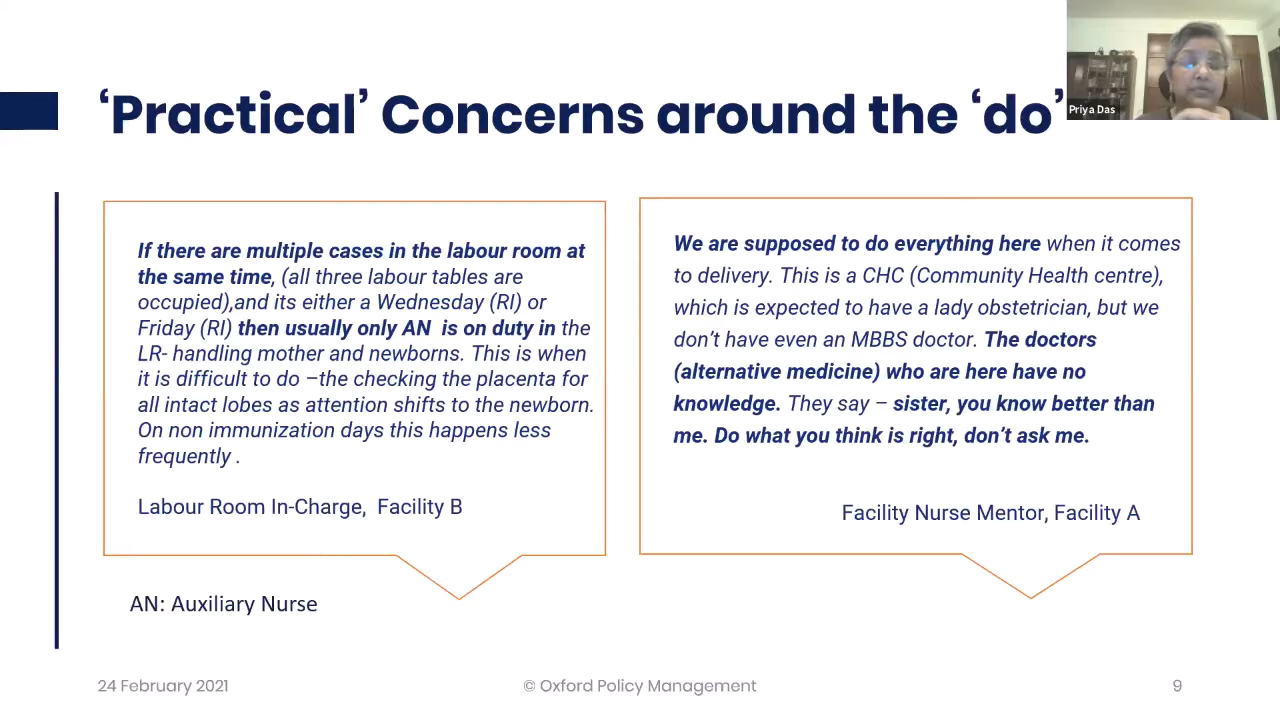 ‘Practical’ Concerns around the ‘do’
Priya Das
If there are multiple cases in the labour room at
the same time, (all three labour tables are
occupied),and its either a Wednesday (RI) or
Friday (RI) then usually only AN is on duty in the
LR- handling mother and newborns. This is when
it is difficult to do –the checking the placenta for
all intact lobes as attention shifts to the newborn.
On non immunization days this happens less
frequently .
Labour Room In-Charge, Facility B
We are supposed to do everything here when it comes
to delivery. This is a CHC (Community Health centre),
which is expected to have a lady obstetrician, but we
don’t have even an MBBS doctor. The doctors
(alternative medicine) who are here have no
knowledge. They say – sister, you know better than
me. Do what you think is right, don’t ask me.
Facility Nurse Mentor, Facility A
AN: Auxiliary Nurse
24 February 2021
© Oxford Policy Management
9